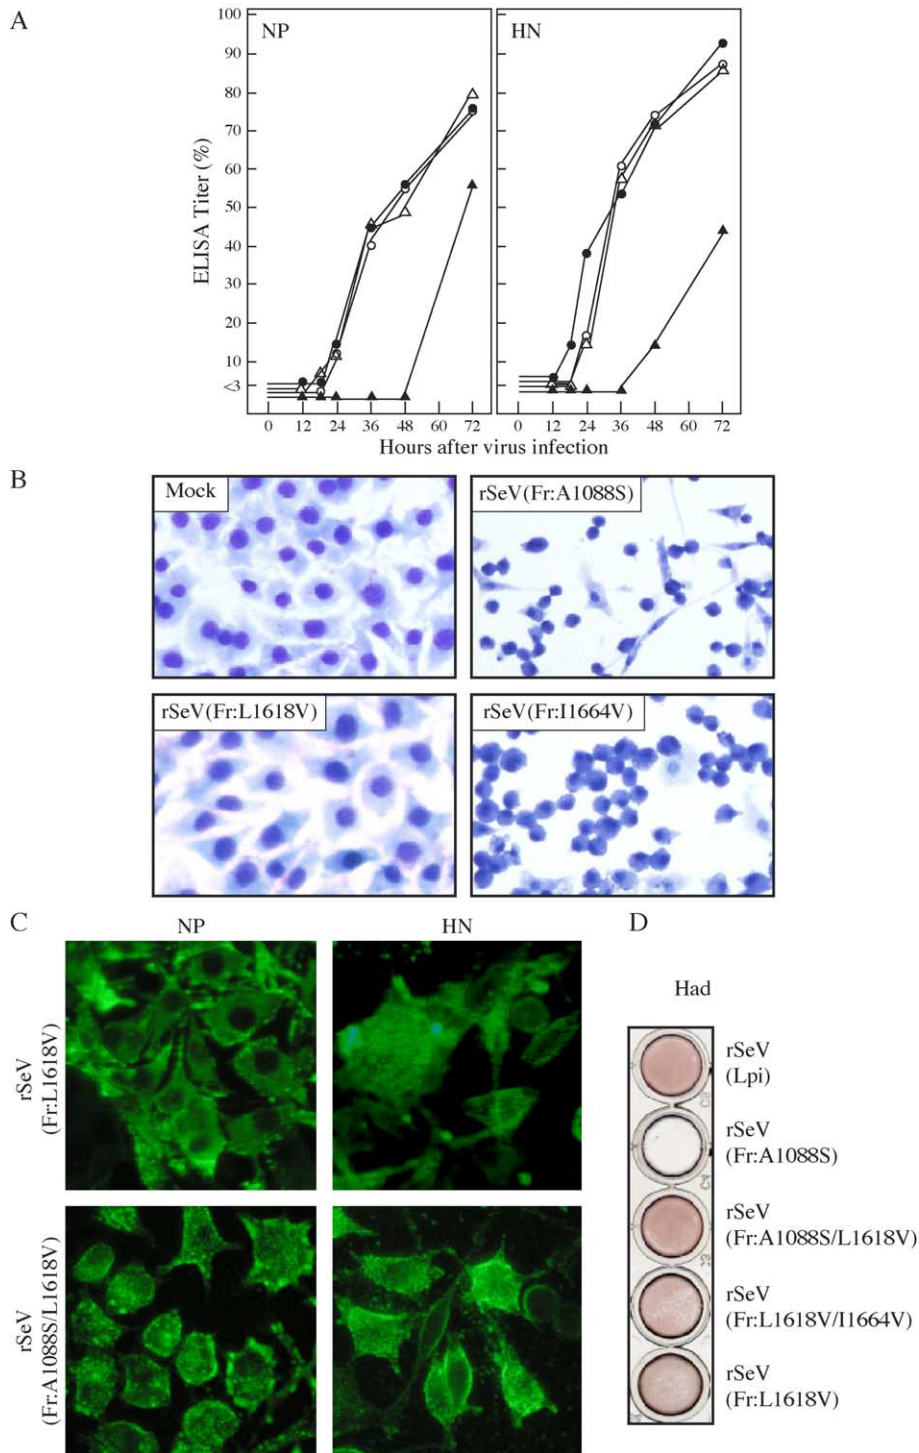 A
NP
HN
ELISA Titer (%)
100
90
80
70
60
50
40
30
20
10
<3
0 12 24 36 48 60 72
0 12 24 36 48 60 72
Hours after virus infection
B
Mock
rSeV(Fr:A1088S)
rSeV(Fr:L1618V)
rSeV(Fr:I1664V)
C
NP
HN
rSeV
(Fr:L1618V)
rSeV
(Fr:A1088S/L1618V)
D
Had
rSeV
(Lpi)
rSeV
(Fr:A1088S)
rSeV
(Fr:A1088S/L1618V)
rSeV
(Fr:L1618V/I1664V)
rSeV
(Fr:L1618V)